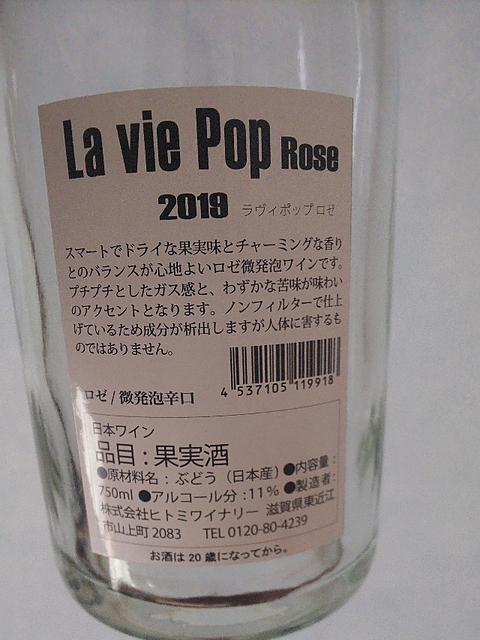 La vie Pop Rose
2019 ラヴィポップロゼ
スマートでドライな果実味とチャーミングな香り
とのバランスが心地よいロゼ微発泡ワインです。
プチプチとしたガス感と、わずかな苦味が味わい
のアクセントとなります。ノンフィルターで仕上
げているため成分が析出しますが人体に害するも
のではありません。
4 537105 119918
ロゼ / 微発泡辛口
日本ワイン
品目 : 果実酒
●原材料名 : ぶどう（日本産）●内容量 :
750ml ●アルコール分 : 11% ●製造者 :
株式会社ヒトミワイナリー 滋賀県東近江
市山上町 2083 TEL 0120-80-4239
お酒は 20 歳になってから。